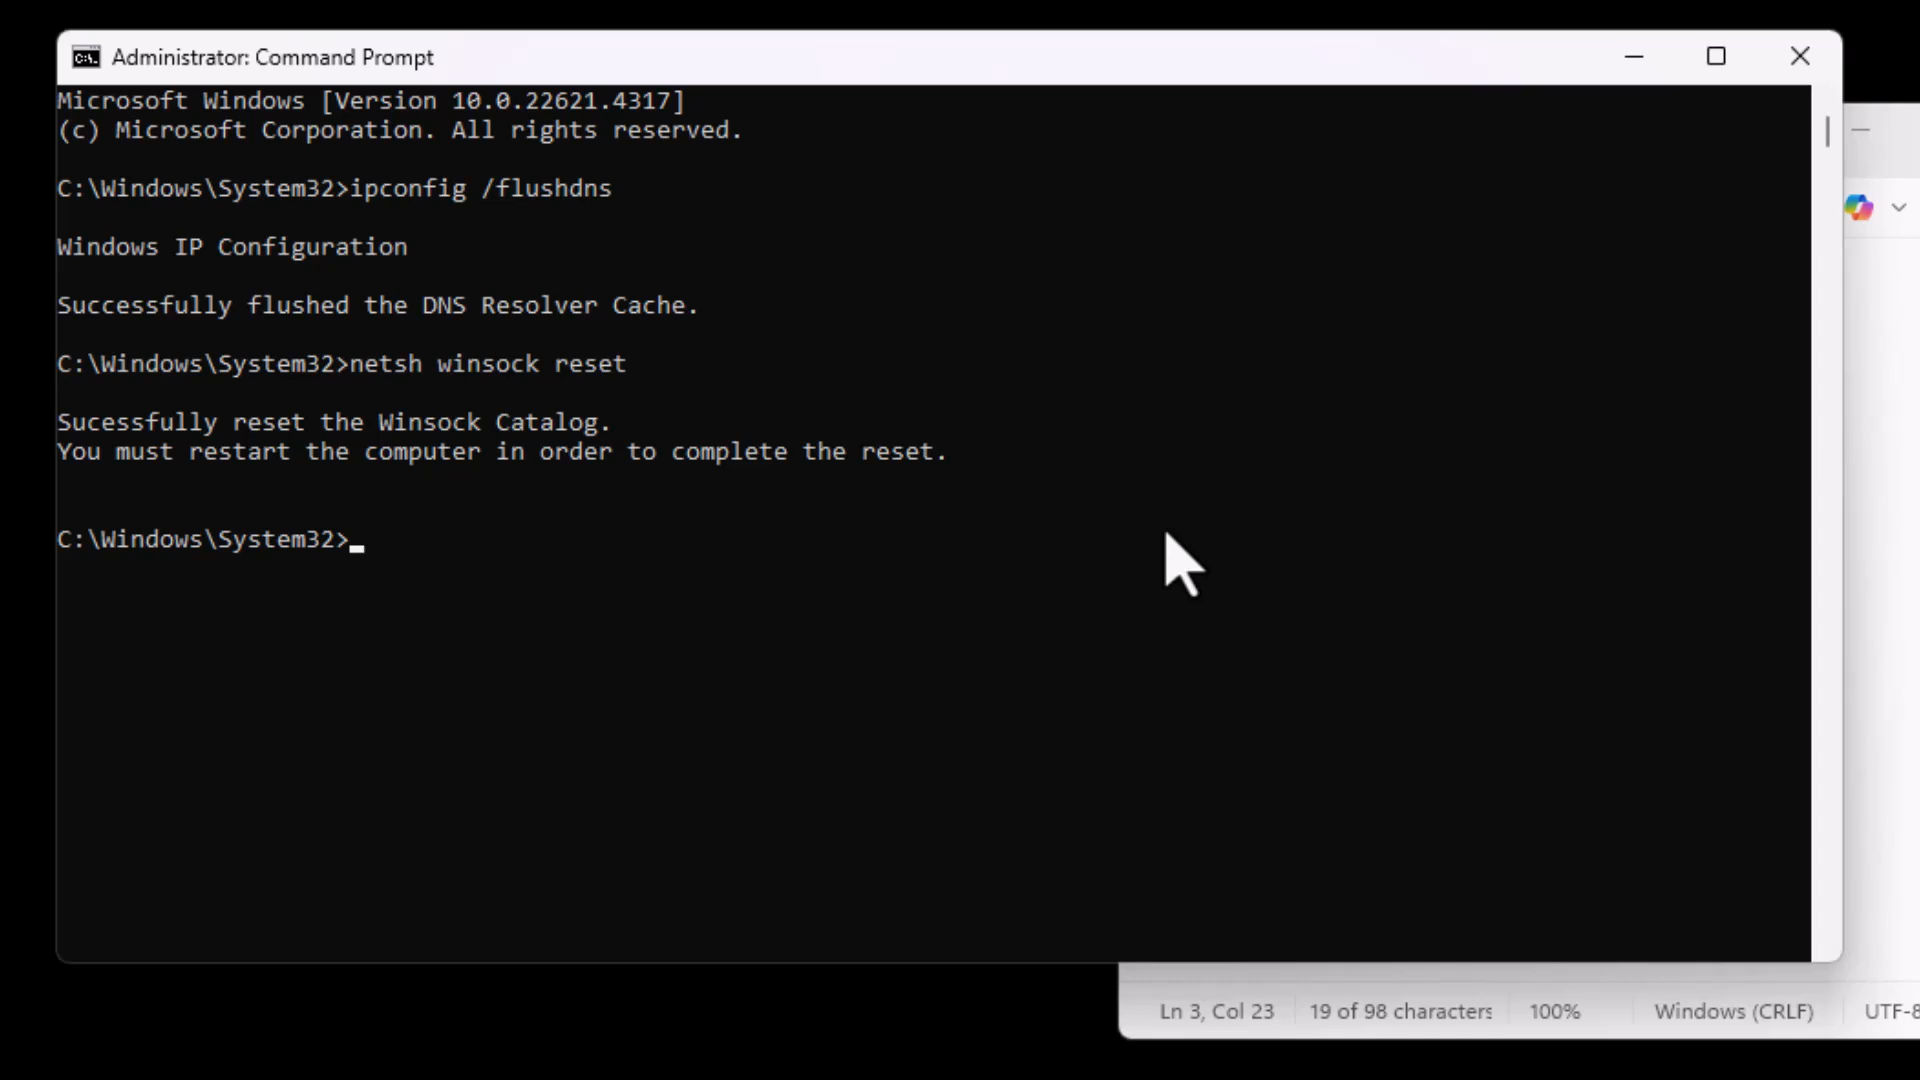 Administrator: Command Prompt
Microsoft Windows [Version 10.0.22621.4317]
(c) Microsoft Corporation. All rights reserved.
C:\Windows\System32>ipconfig /flushdns
Windows IP Configuration
Successfully flushed the DNS Resolver Cache.
C:\Windows\System32>netsh winsock reset
Sucessfully reset the Winsock Catalog.
You must restart the computer in order to complete the reset.
C:\Windows\System32>
Ln 3, Col 23 19 of 98 characters 100% Windows (CRLF) UTF-8